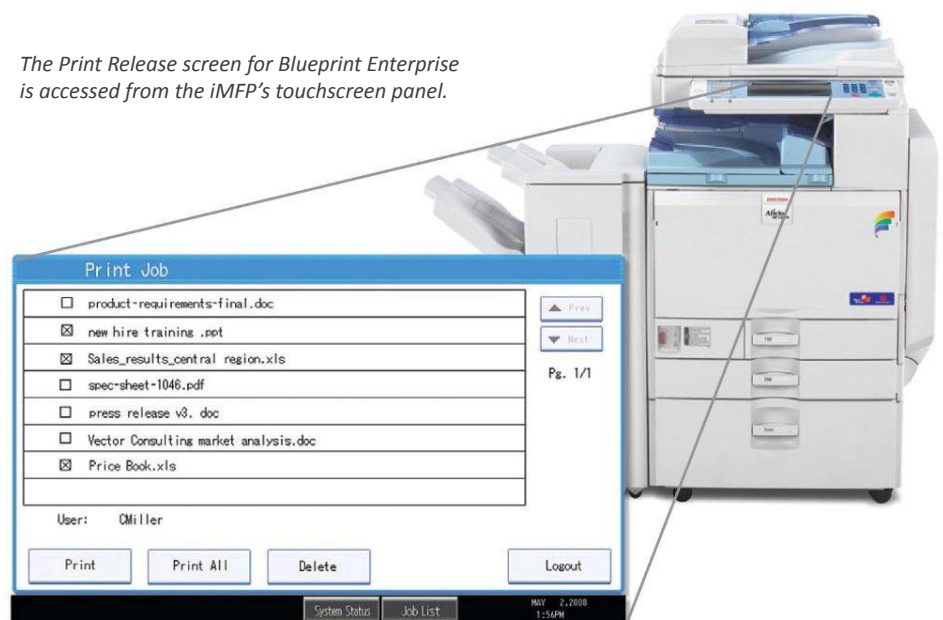 The Print Release screen for Blueprint Enterprise
is accessed from the iMFP's touchscreen panel.
RICOH
Aficio
Print Job
product-requirements-final.doc
new hire training .ppt
Sales_results_central region.xls
spec-sheet-1046.pdf
press release v3. doc
Vector Consulting market analysis.doc
Price Book.xls
Prev
Next
Pg. 1/1
User: CMiller
Print
Print All
Delete
Logout
System Status
Job List
MAY 2,2008
1:56PM